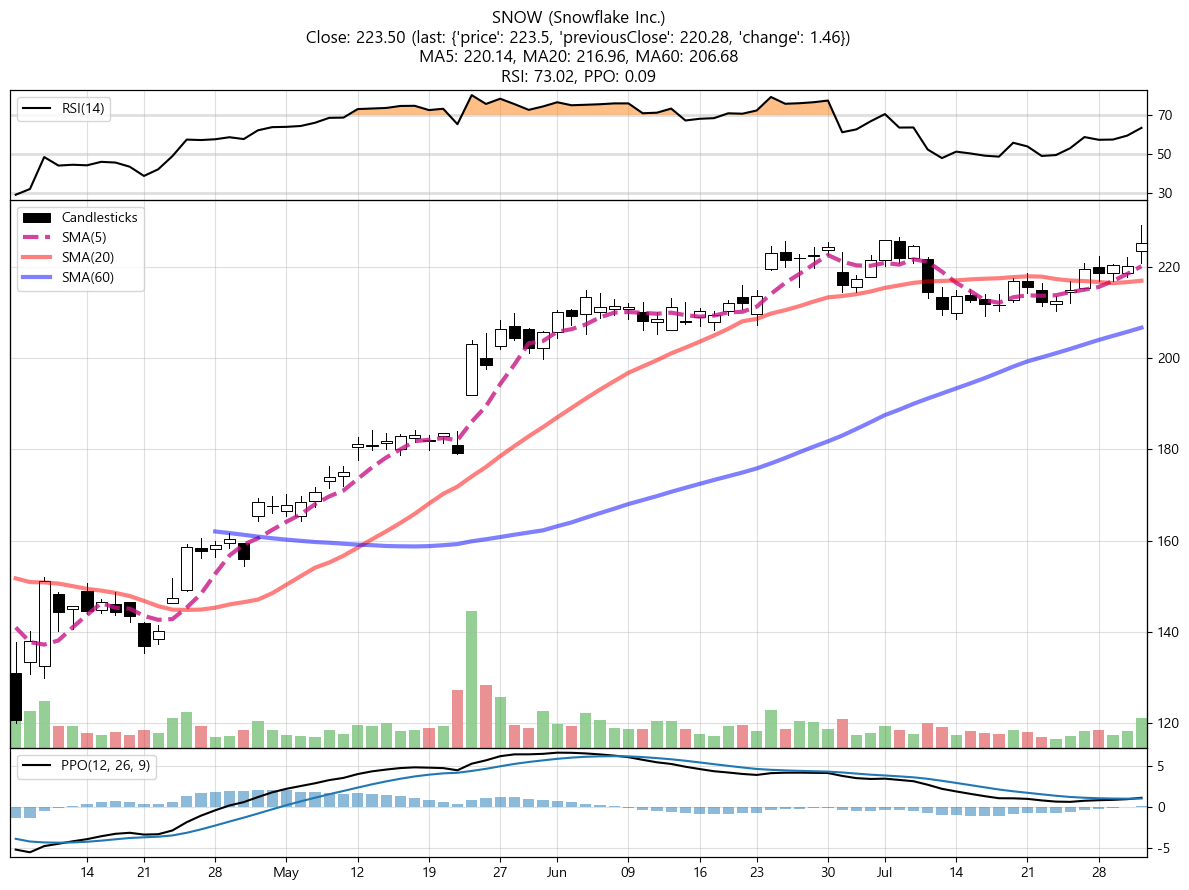 SNOW (Snowflake Inc.)
Close: 223.50 (last: {'price': 223.5, 'previousClose': 220.28, 'change': 1.46})
MA5: 220.14, MA20: 216.96, MA60: 206.68
RSI: 73.02, PPO: 0.09
RSI(14)
70
50
30
Candlesticks
SMA(5)
SMA(20)
SMA(60)
220
200
180
160
140
120
PPO(12, 26, 9)
5
0
-5
14 21 28 May 12 19 27 Jun 09 16 23 30 Jul 14 21 28